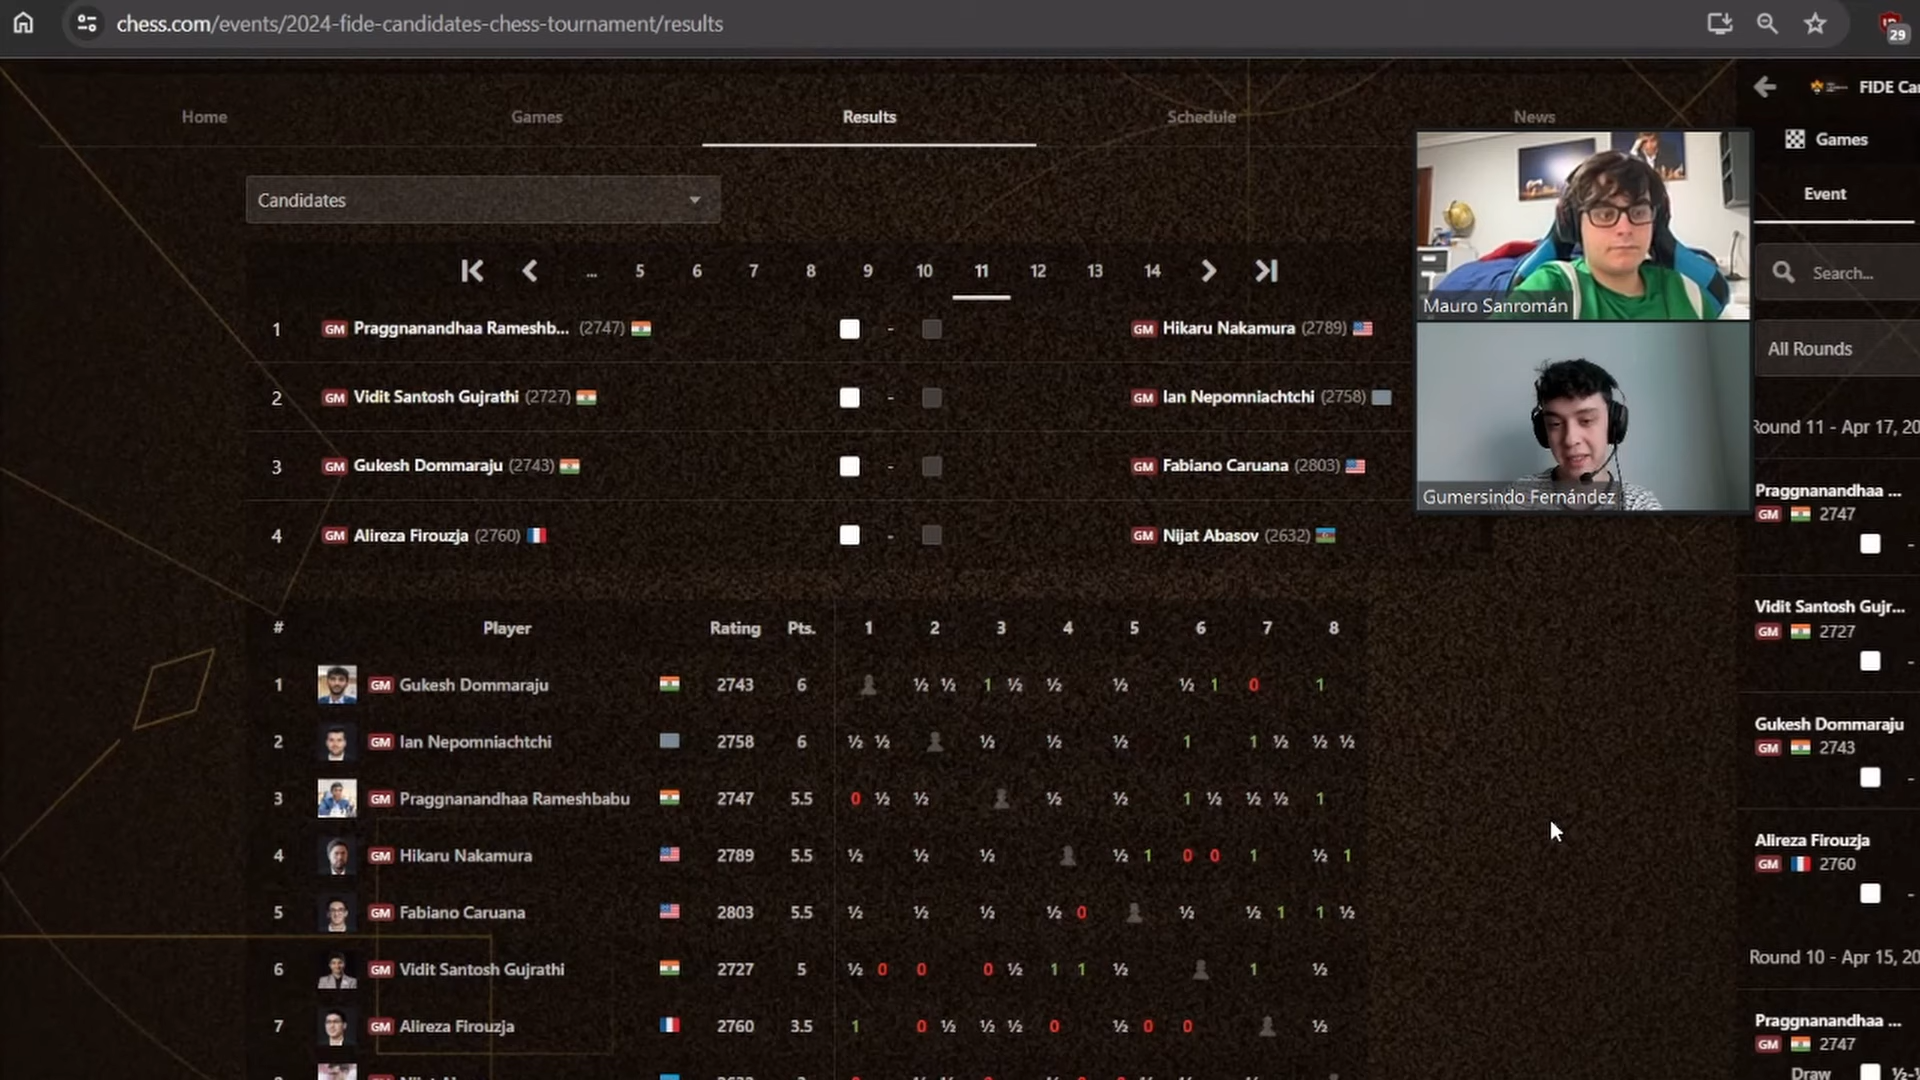 chess.com/events/2024-fide-candidates-chess-tournament/results
29
Home Games Results Schedule News
Candidates
... 5 6 7 8 9 10 11 12 13 14
1 GM Praggnanandhaa Rameshb... (2747) - GM Hikaru Nakamura (2789)
2 GM Vidit Santosh Gujrathi (2727) - GM Ian Nepomniachtchi (2758)
3 GM Gukesh Dommaraju (2743) - GM Fabiano Caruana (2803)
4 GM Alireza Firouzja (2760) - GM Nijat Abasov (2632)
# Player Rating Pts. 1 2 3 4 5 6 7 8
1 GM Gukesh Dommaraju 2743 6 ½ ½ 1 ½ ½ ½ ½ 1 0 1
2 GM Ian Nepomniachtchi 2758 6 ½ ½ ½ ½ ½ 1 1 ½ ½ ½
3 GM Praggnanandhaa Rameshbabu 2747 5.5 0 ½ ½ ½ ½ 1 ½ ½ ½ 1
4 GM Hikaru Nakamura 2789 5.5 ½ ½ ½ ½ 1 0 0 1 ½ 1
5 GM Fabiano Caruana 2803 5.5 ½ ½ ½ ½ 0 ½ ½ 1 1 ½
6 GM Vidit Santosh Gujrathi 2727 5 ½ 0 0 0 ½ 1 1 ½ 1 ½
7 GM Alireza Firouzja 2760 3.5 1 0 ½ ½ ½ 0 ½ 0 0 ½
Mauro Sanromán
Gumersindo Fernández
FIDE Ca
Games
Event
Search...
All Rounds
Round 11 - Apr 17, 20
Praggnanandhaa ...
GM 2747
-
Vidit Santosh Gujr...
GM 2727
-
Gukesh Dommaraju
GM 2743
-
Alireza Firouzja
GM 2760
-
Round 10 - Apr 15, 20
Praggnanandhaa ...
GM 2747
Draw ½-